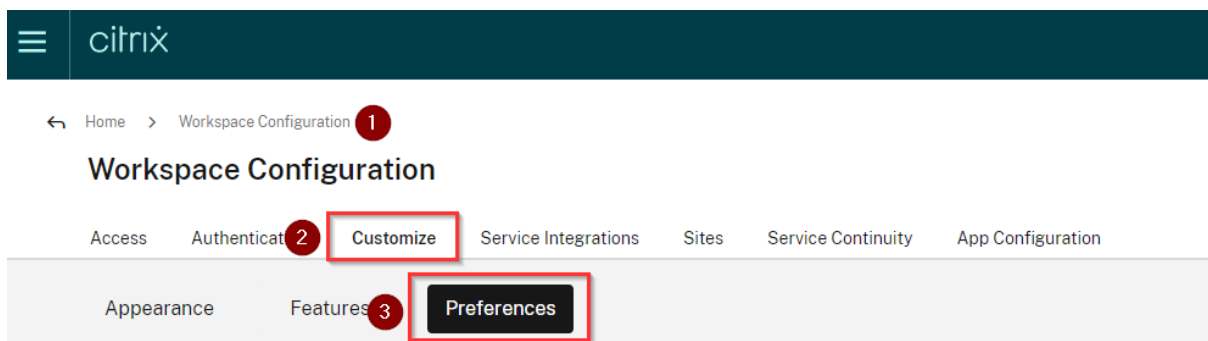 citrix
Home > Workspace Configuration 1
Workspace Configuration
Access Authenticat 2 Customize Service Integrations Sites Service Continuity App Configuration
Appearance Features 3 Preferences